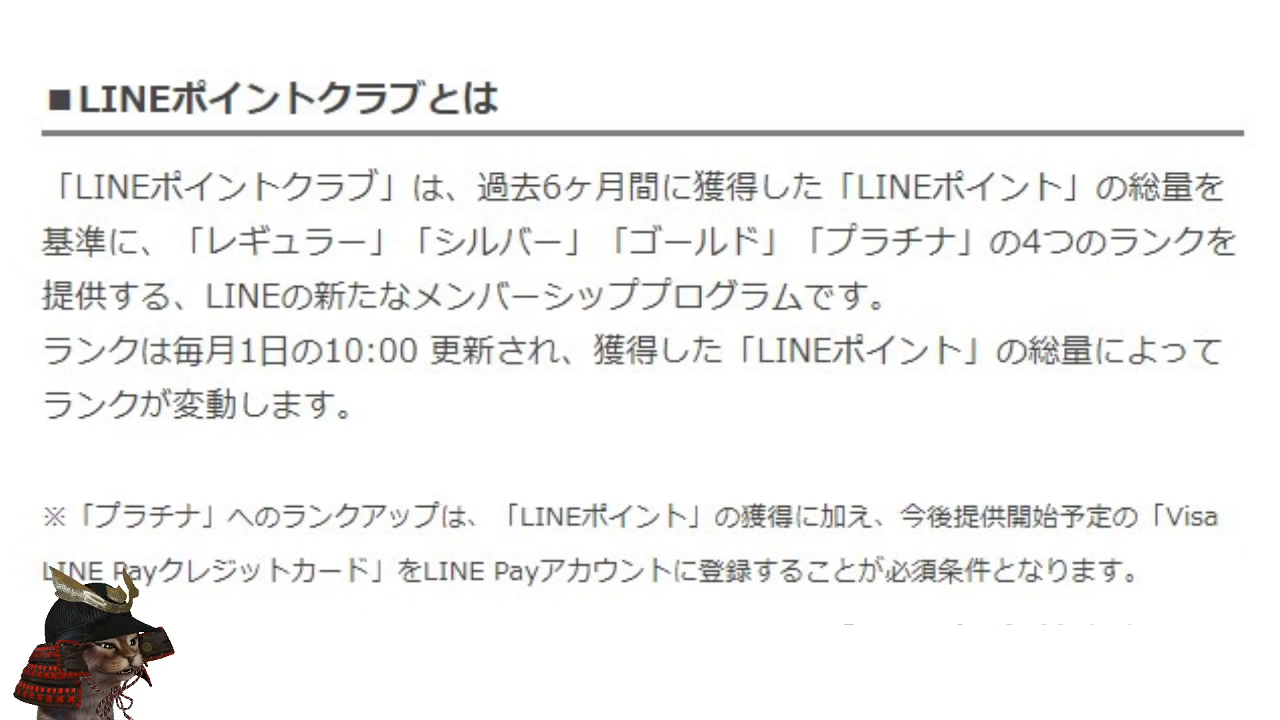 ■LINEポイントクラブとは
「LINEポイントクラブ」は、過去6ヶ月間に獲得した「LINEポイント」の総量を
基準に、「レギュラー」「シルバー」「ゴールド」「プラチナ」の4つのランクを
提供する、LINEの新たなメンバーシッププログラムです。
ランクは毎月1日の10:00 更新され、獲得した「LINEポイント」の総量によって
ランクが変動します。
※「プラチナ」へのランクアップは、「LINEポイント」の獲得に加え、今後提供開始予定の「Visa
LINE Payクレジットカード」をLINE Payアカウントに登録することが必須条件となります。